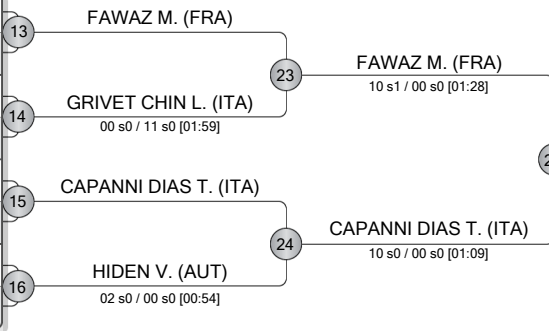 FAWAZ M. (FRA)
13
23
FAWAZ M. (FRA)
10 s1 / 00 s0 [01:28]
GRIVET CHIN L. (ITA)
14
00 s0 / 11 s0 [01:59]
CAPANNI DIAS T. (ITA)
15
24
CAPANNI DIAS T. (ITA)
10 s0 / 00 s0 [01:09]
HIDEN V. (AUT)
16
02 s0 / 00 s0 [00:54]